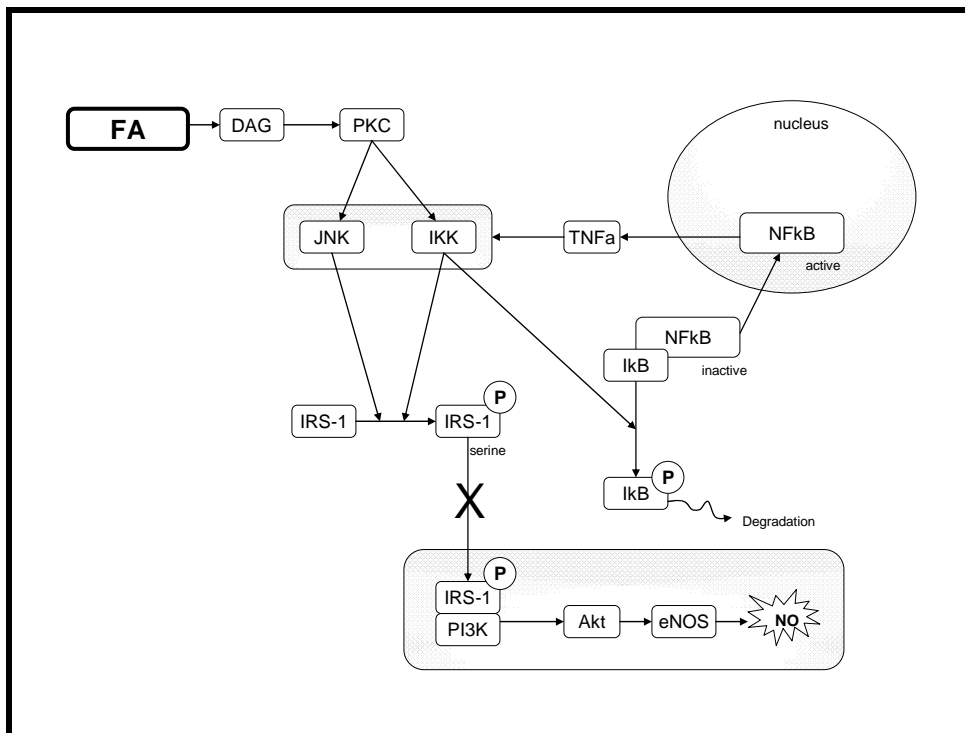 FA
DAG
PKC
nucleus
JNK
IKK
TNFa
NFkB
active
NFkB
IkB
inactive
IRS-1
IRS-1
P
serine
X
IkB
P
Degradation
IRS-1
P
PI3K
Akt
eNOS
NO